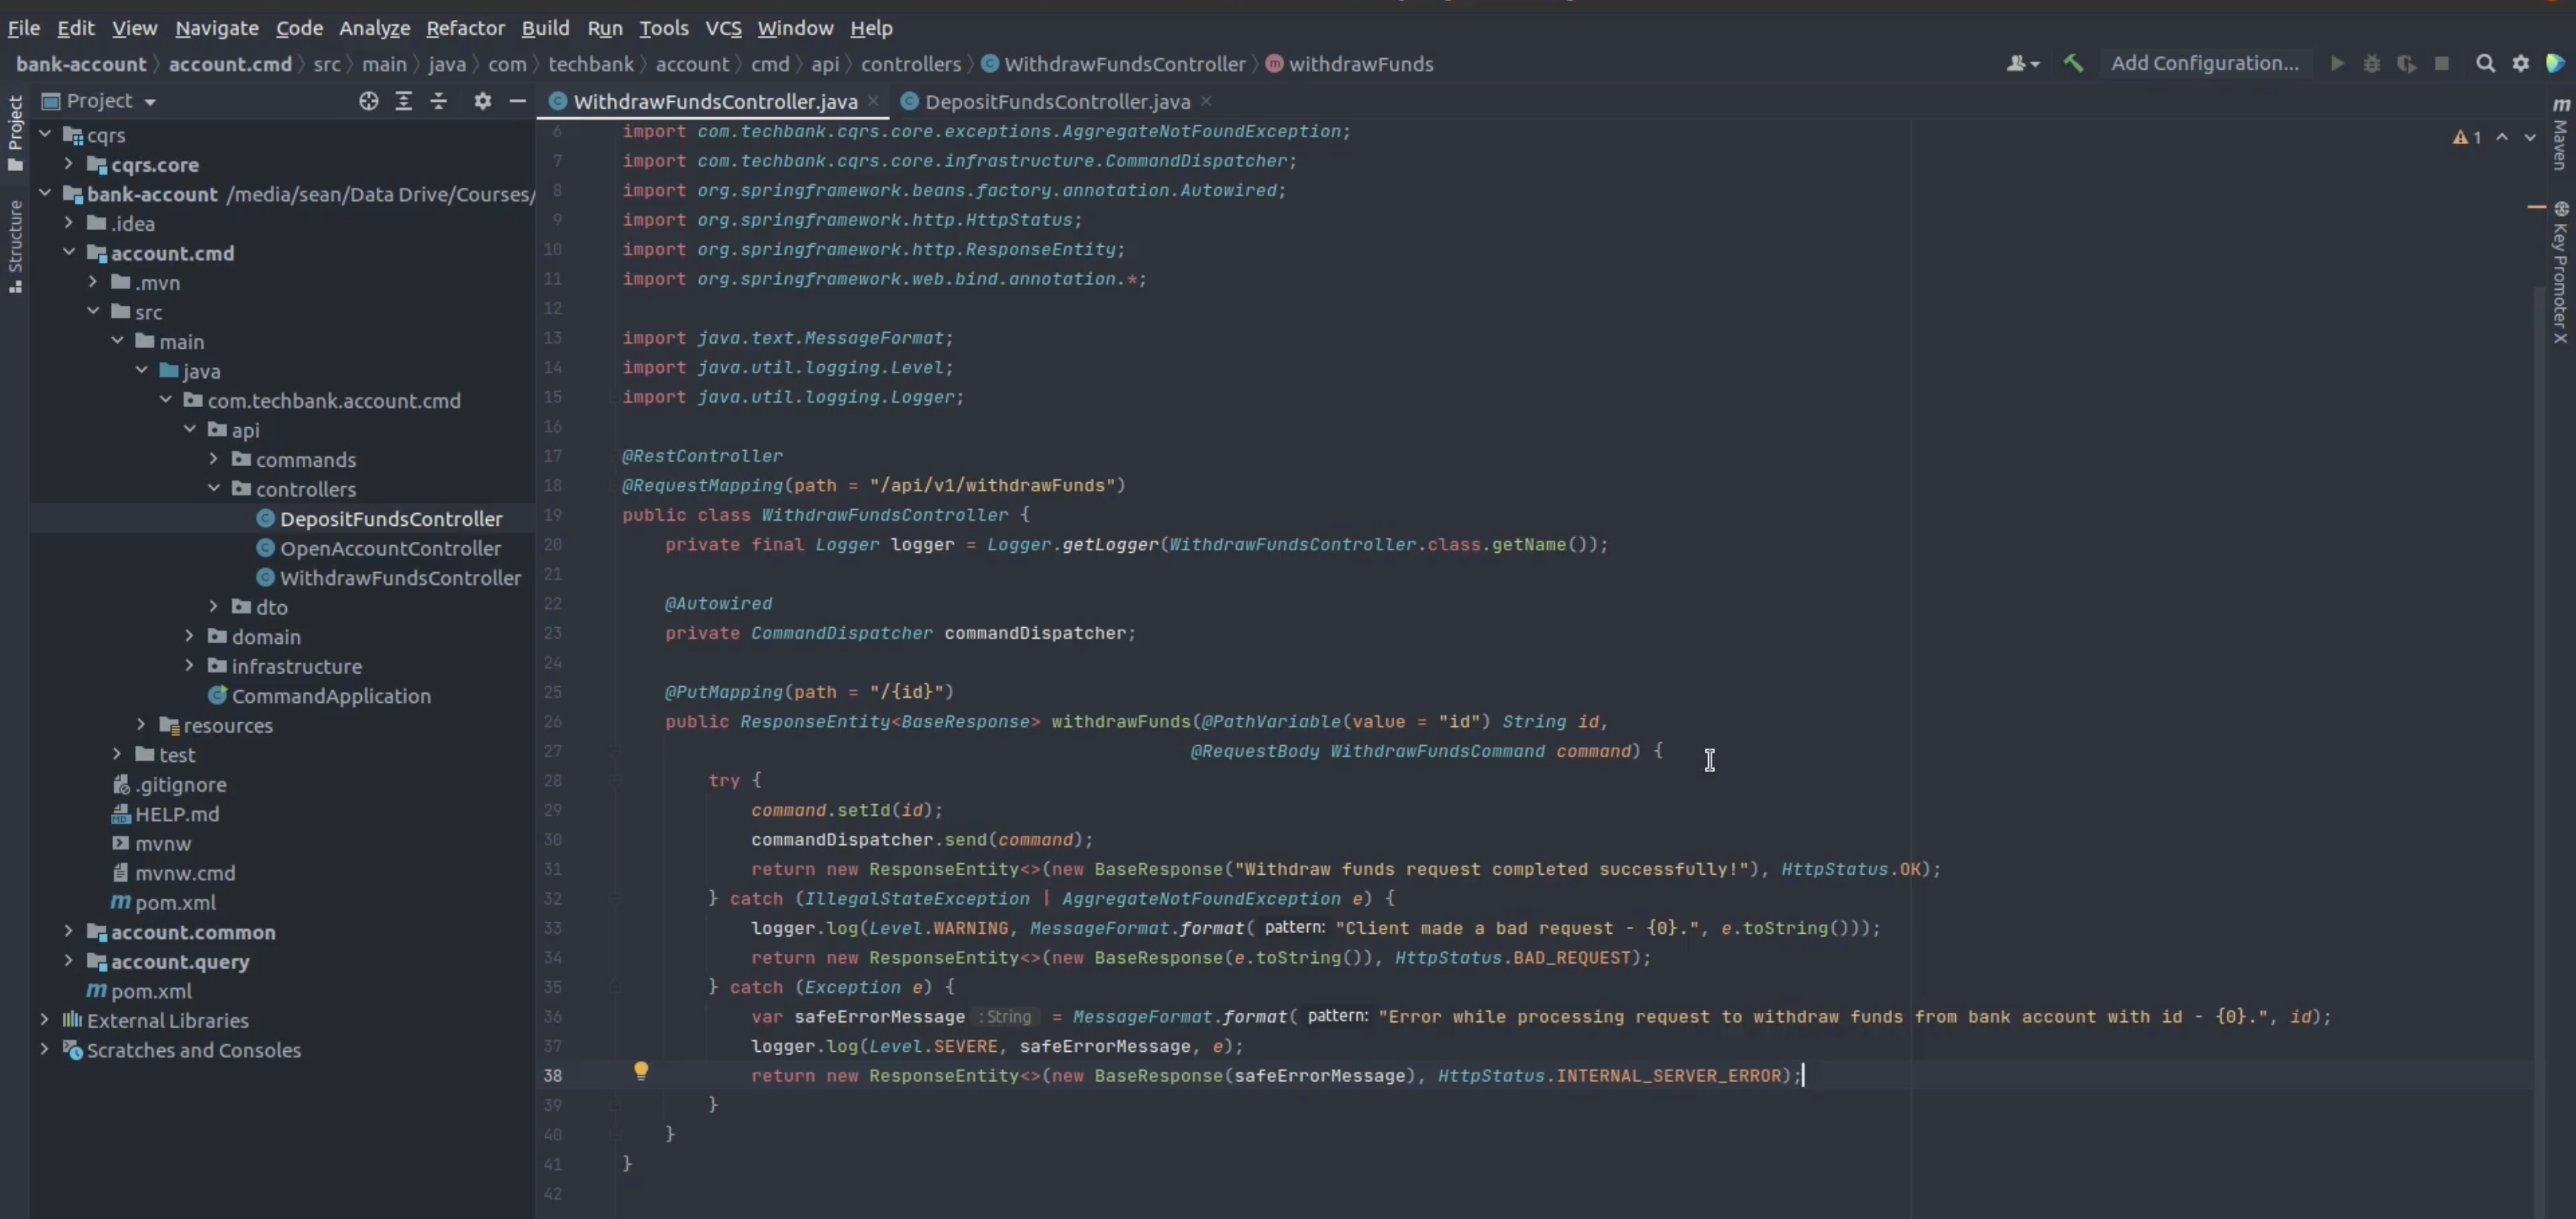 File Edit View Navigate Code Analyze Refactor Build Run Tools VCS Window Help
bank-account account.cmd src main java com techbank account cmd api controllers WithdrawFundsController withdrawFunds Add Configuration...
Project
WithdrawFundsController.java
DepositFundsController.java
Project
Structure
cqrs
cqrs.core
bank-account /media/sean/Data Drive/Courses/
.idea
account.cmd
.mvn
src
main
java
com.techbank.account.cmd
api
commands
controllers
DepositFundsController
OpenAccountController
WithdrawFundsController
dto
domain
infrastructure
CommandApplication
resources
test
.gitignore
HELP.md
mvnw
mvnw.cmd
pom.xml
account.common
account.query
pom.xml
External Libraries
Scratches and Consoles
6 import com.techbank.cqrs.core.exceptions.AggregateNotFoundException;
7 import com.techbank.cqrs.core.infrastructure.CommandDispatcher;
8 import org.springframework.beans.factory.annotation.Autowired;
9 import org.springframework.http.HttpStatus;
10 import org.springframework.http.ResponseEntity;
11 import org.springframework.web.bind.annotation.*;
12
13 import java.text.MessageFormat;
14 import java.util.logging.Level;
15 import java.util.logging.Logger;
16
17 @RestController
18 @RequestMapping(path = "/api/v1/withdrawFunds")
19 public class WithdrawFundsController {
20 private final Logger logger = Logger.getLogger(WithdrawFundsController.class.getName());
21
22 @Autowired
23 private CommandDispatcher commandDispatcher;
24
25 @PutMapping(path = "/{id}")
26 public ResponseEntity<BaseResponse> withdrawFunds(@PathVariable(value = "id") String id,
27 @RequestBody WithdrawFundsCommand command) {
28 try {
29 command.setId(id);
30 commandDispatcher.send(command);
31 return new ResponseEntity<>(new BaseResponse("Withdraw funds request completed successfully!"), HttpStatus.OK);
32 } catch (IllegalStateException | AggregateNotFoundException e) {
33 logger.log(Level.WARNING, MessageFormat.format( pattern: "Client made a bad request - {0}.", e.toString()));
34 return new ResponseEntity<>(new BaseResponse(e.toString()), HttpStatus.BAD_REQUEST);
35 } catch (Exception e) {
36 var safeErrorMessage : String = MessageFormat.format( pattern: "Error while processing request to withdraw funds from bank account with id - {0}.", id);
37 logger.log(Level.SEVERE, safeErrorMessage, e);
38 return new ResponseEntity<>(new BaseResponse(safeErrorMessage), HttpStatus.INTERNAL_SERVER_ERROR);
39 }
40 }
41 }
42
1
Maven
Key Promoter X